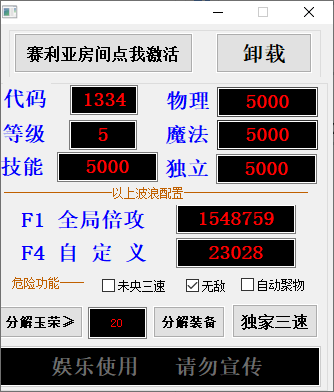 赛利亚房间点我激活 卸载
代码 1334 物理 5000
等级 5 魔法 5000
技能 5000 独立 5000
以上波浪配置
F1 全局倍攻 1548759
F4 自 定 义 23028
危险功能 未央三速 无敌 自动聚物
分解玉荣≥ 20 分解装备 独家三速
娱乐使用 请勿宣传